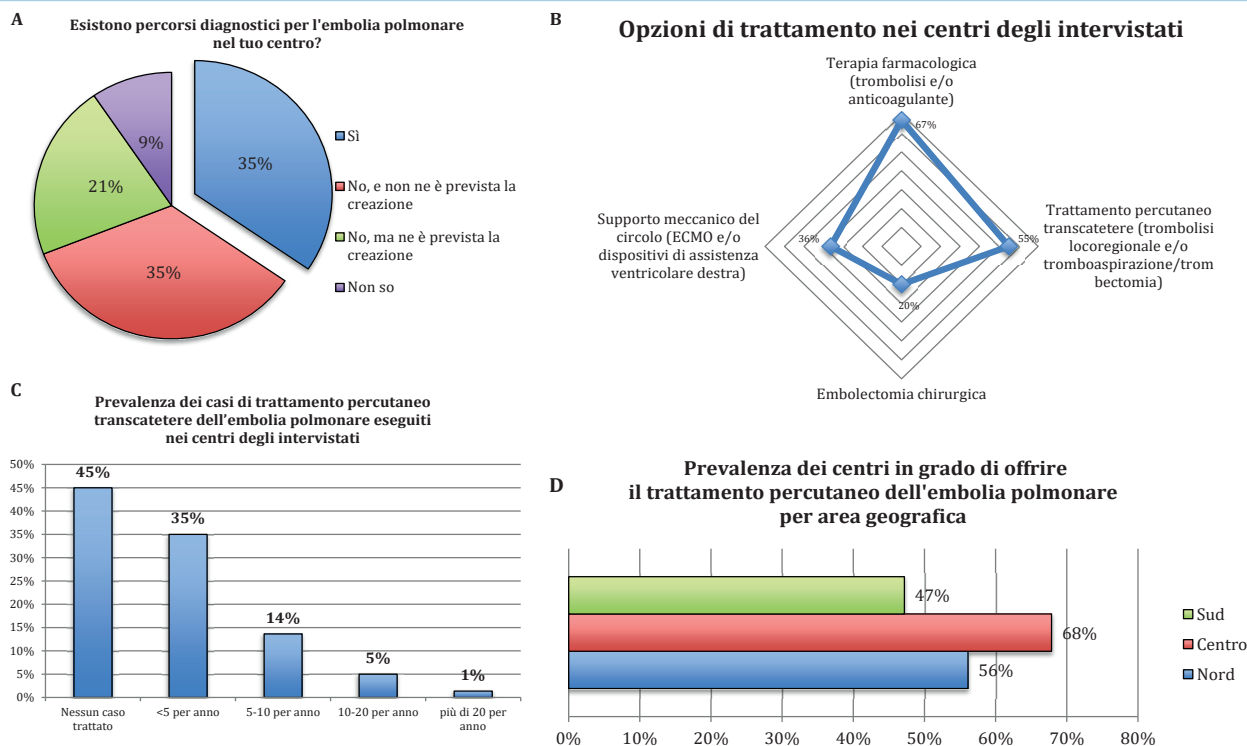 A
Esistono percorsi diagnostici per l'embolia polmonare
nel tuo centro?
35%
35%
21%
9%
Sì
No, e non ne è prevista la
creazione
No, ma ne è prevista la
creazione
Non so
B
Opzioni di trattamento nei centri degli intervistati
Terapia farmacologica
(trombolisi e/o
anticoagulante)
67%
Trattamento percutaneo
transcatetere (trombolisi
locoregionale e/o
tromboaspirazione/trom
bectomia)
55%
Embolectomia chirurgica
20%
Supporto meccanico del
circolo (ECMO e/o
dispositivi di assistenza
ventricolare destra)
36%
C
Prevalenza dei casi di trattamento percutaneo
transcatetere dell'embolia polmonare eseguiti
nei centri degli intervistati
50%
45%
40%
35%
30%
25%
20%
15%
10%
5%
0%
45%
35%
14%
5%
1%
Nessun caso
trattato
<5 per anno
5-10 per anno
10-20 per anno
più di 20 per
anno
D
Prevalenza dei centri in grado di offrire
il trattamento percutaneo dell'embolia polmonare
per area geografica
47%
68%
56%
Sud
Centro
Nord
0% 10% 20% 30% 40% 50% 60% 70% 80%